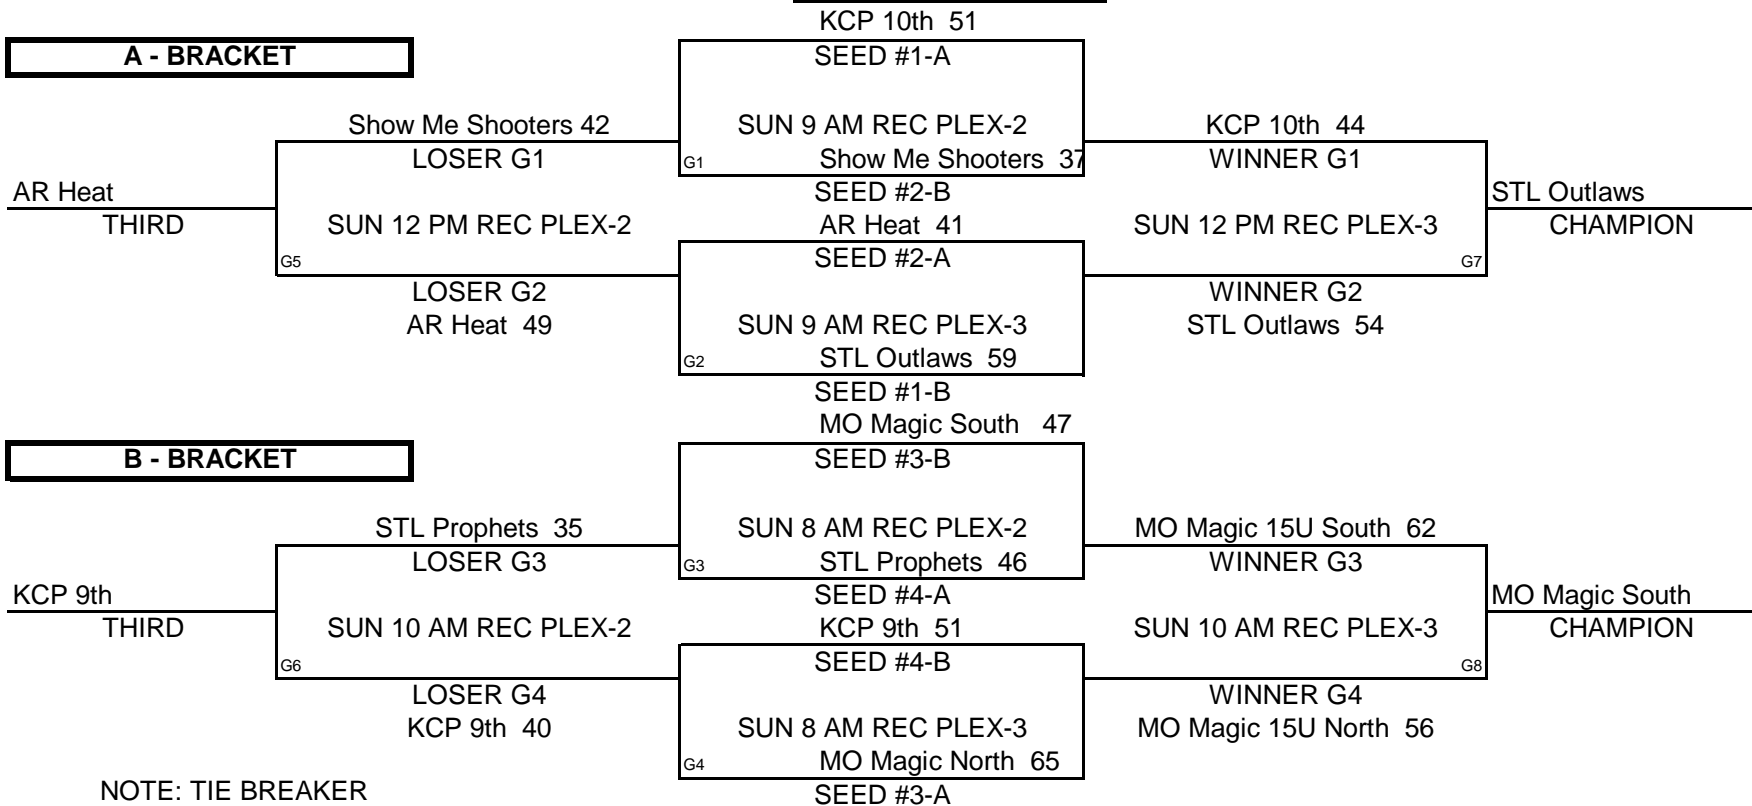 KCP 10th 51
A - BRACKET
SEED #1-A
Show Me Shooters 42
SUN 9 AM REC PLEX-2
KCP 10th 44
LOSER G1
G1
Show Me Shooters 37
WINNER G1
AR Heat
SEED #2-B
STL Outlaws
THIRD
SUN 12 PM REC PLEX-2
AR Heat 41
SUN 12 PM REC PLEX-3
CHAMPION
G5
SEED #2-A
G7
LOSER G2
WINNER G2
AR Heat 49
SUN 9 AM REC PLEX-3
STL Outlaws 54
G2
STL Outlaws 59
SEED #1-B
MO Magic South 47
B - BRACKET
SEED #3-B
STL Prophets 35
SUN 8 AM REC PLEX-2
MO Magic 15U South 62
LOSER G3
G3
STL Prophets 46
WINNER G3
KCP 9th
SEED #4-A
MO Magic South
THIRD
SUN 10 AM REC PLEX-2
KCP 9th 51
SUN 10 AM REC PLEX-3
CHAMPION
G6
SEED #4-B
G8
LOSER G4
WINNER G4
KCP 9th 40
SUN 8 AM REC PLEX-3
MO Magic 15U North 56
G4
MO Magic North 65
NOTE: TIE BREAKER
SEED #3-A